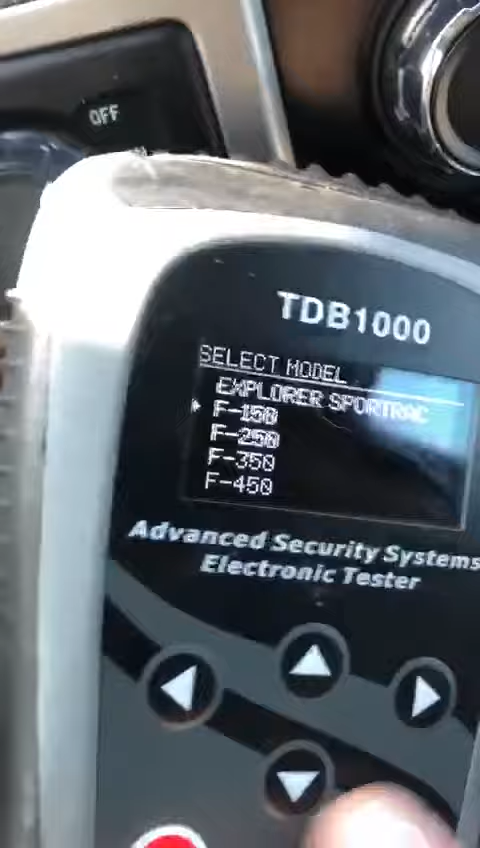 OFF
TDB1000
SELECT MODEL
EXPLORER SPORTRAC
F-150
F-250
F-350
F-450
Advanced Security Systems
Electronic Tester